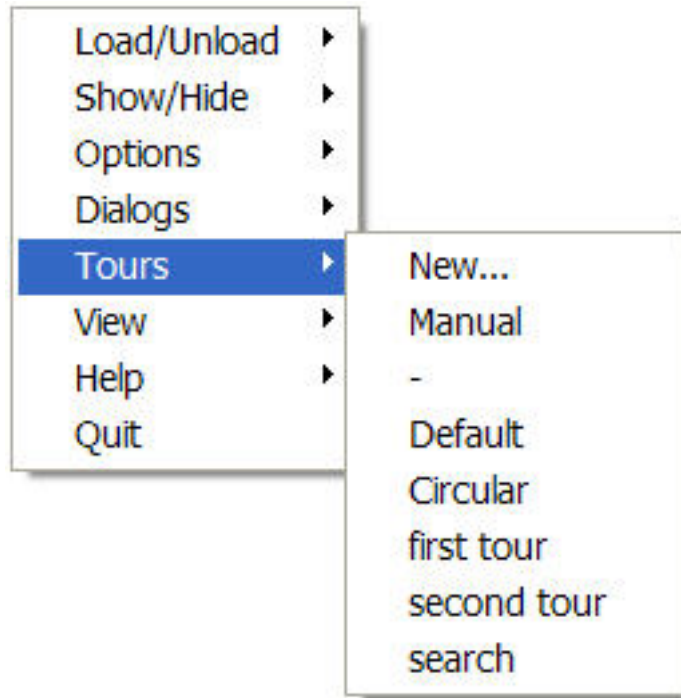 Load/Unload
Show/Hide
Options
Dialogs
Tours
View
Help
Quit
New...
Manual
-
Default
Circular
first tour
second tour
search